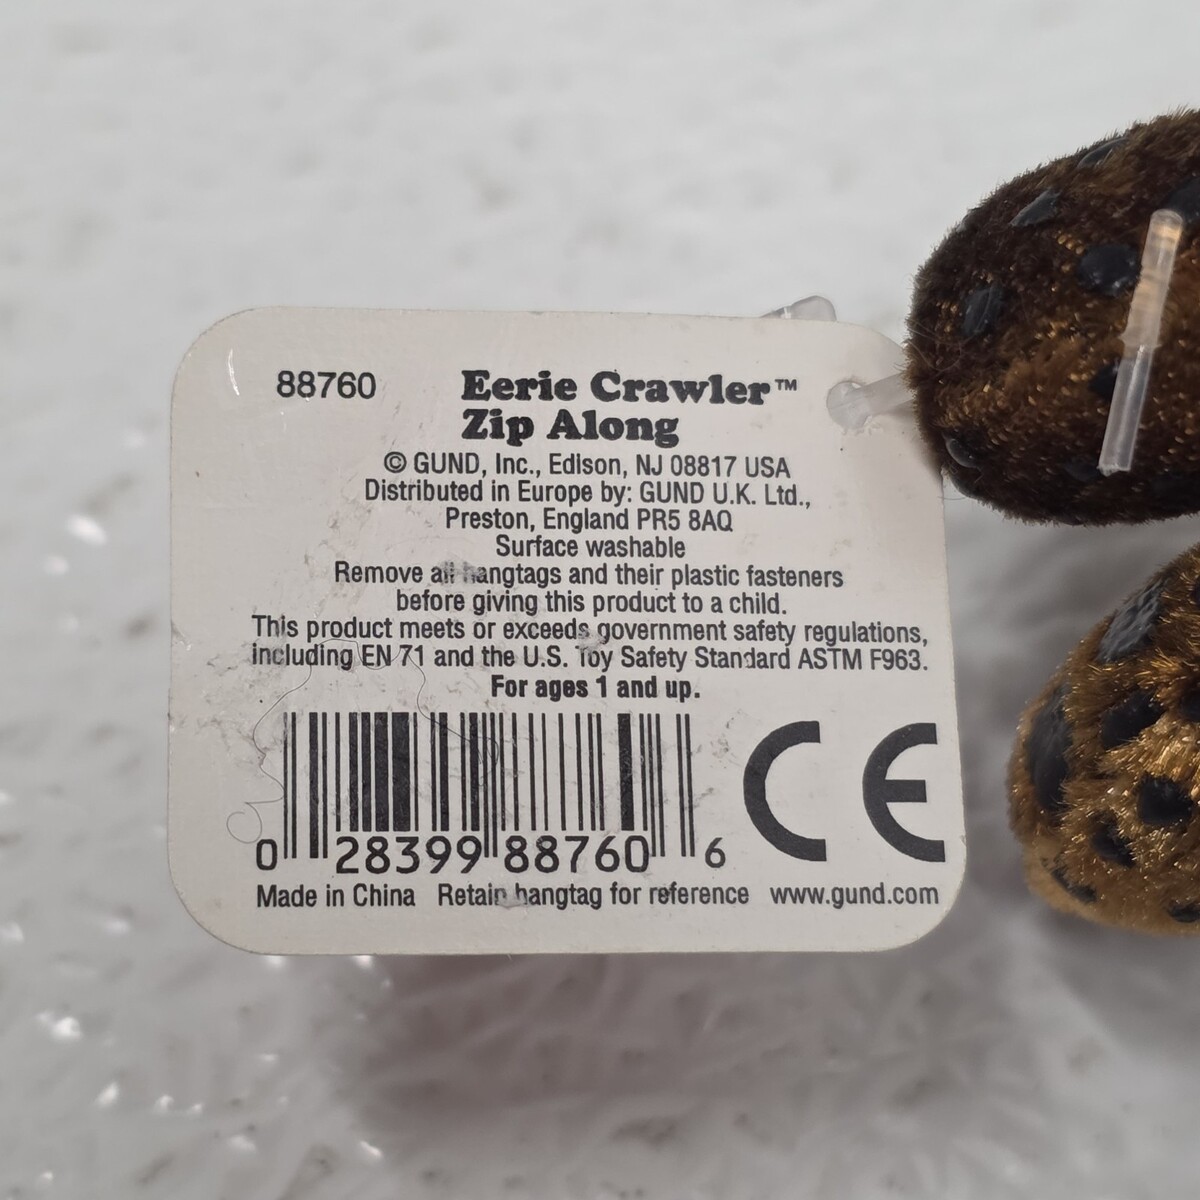 88760 Eerie Crawler™
Zip Along
© GUND, Inc., Edison, NJ 08817 USA
Distributed in Europe by: GUND U.K. Ltd.,
Preston, England PR5 8AQ
Surface washable
Remove all hangtags and their plastic fasteners
before giving this product to a child.
This product meets or exceeds government safety regulations,
including EN 71 and the U.S. Toy Safety Standard ASTM F963.
For ages 1 and up.
CE
0 28399 88760 6
Made in China Retain hangtag for reference www.gund.com